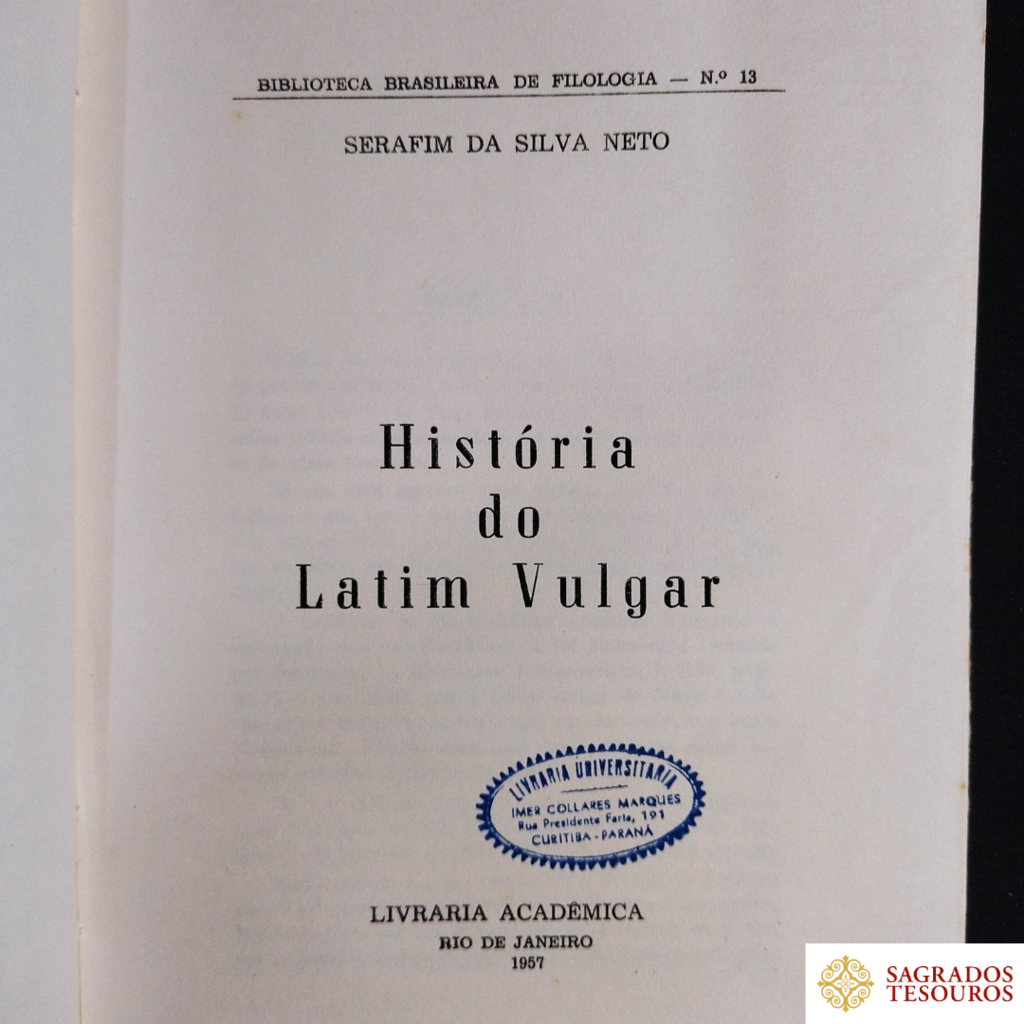 BIBLIOTECA BRASILEIRA DE FILOLOGIA — N.º 13
SERAFIM DA SILVA NETO
História
do
Latim Vulgar
LIVRARIA UNIVERSITARIA
IMER COLLARES MARQUES
Rua Presidente Faria, 191
CURITIBA - PARANÁ
LIVRARIA ACADÊMICA
RIO DE JANEIRO
1957
SAGRADOS
TESOUROS